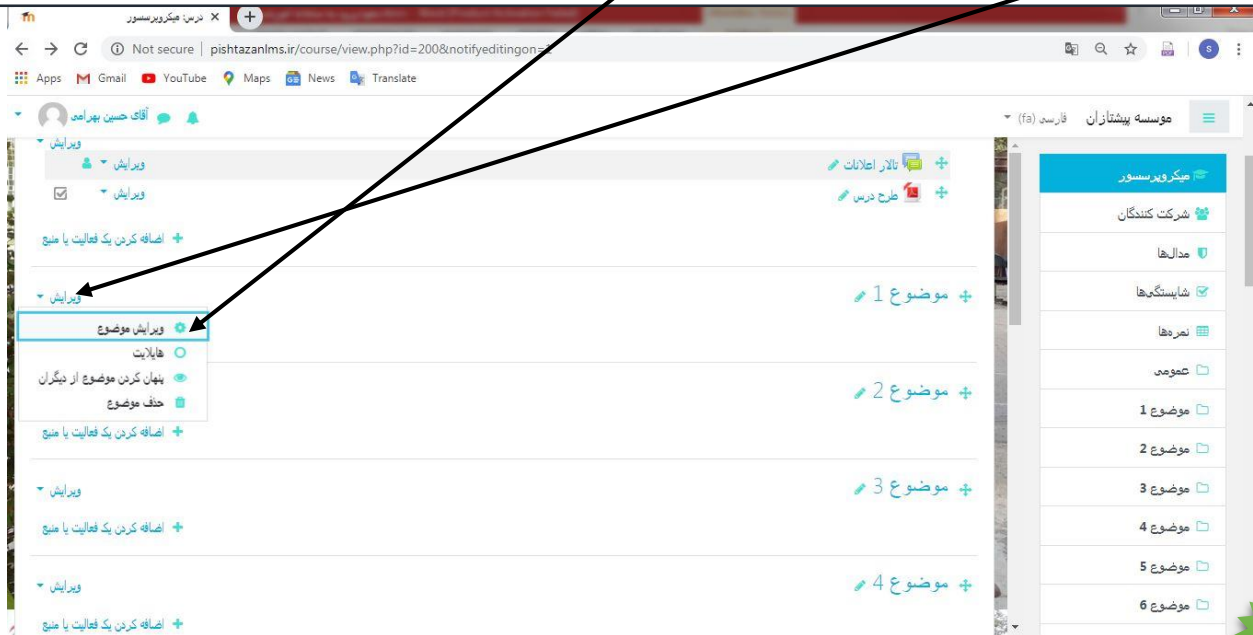 درس: میکروپرسسور
Not secure | pishtazanlms.ir/course/view.php?id=200&notifyeditingon=
Apps Gmail YouTube Maps News Translate
موسسه پیشتازان فارسی (fa) آقای حسین بهرامی
ویرایش
تالار اعلانات ویرایش
طرح درس ویرایش
اضافه کردن یک فعالیت یا منبع
موضوع 1 ویرایش
ویرایش موضوع
هایلایت
پنهان کردن موضوع از دیگران
حذف موضوع
موضوع 2
اضافه کردن یک فعالیت یا منبع
موضوع 3 ویرایش
اضافه کردن یک فعالیت یا منبع
موضوع 4 ویرایش
اضافه کردن یک فعالیت یا منبع
میکروپرسسور
شرکت کنندگان
مدال‌ها
شایستگی‌ها
نمره‌ها
عمومی
موضوع 1
موضوع 2
موضوع 3
موضوع 4
موضوع 5
موضوع 6